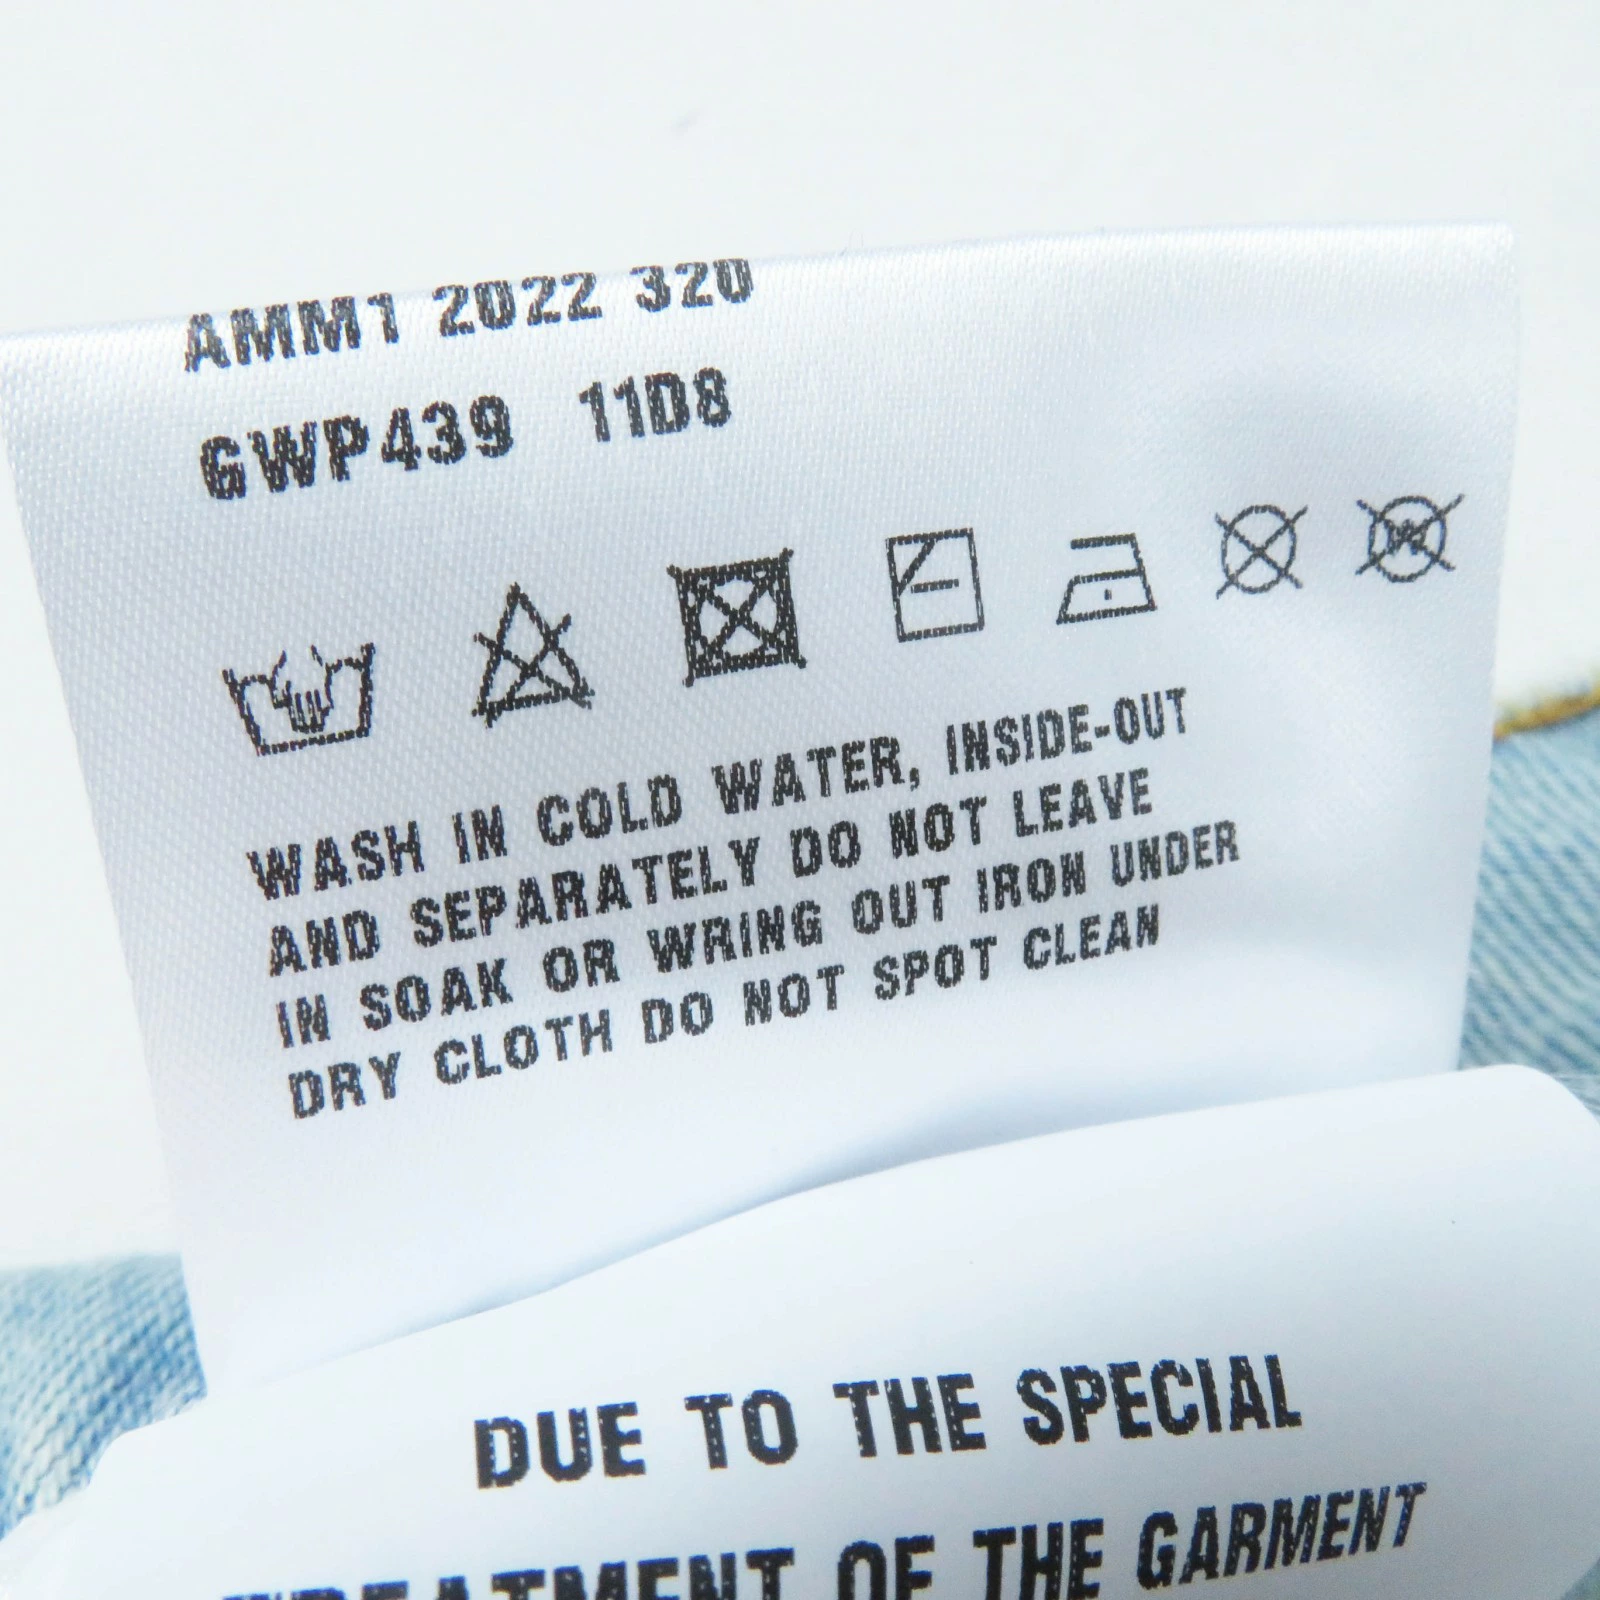 AMM1 2022 320
GWP439 11D8
W
WASH IN COLD WATER, INSIDE-OUT
AND SEPARATELY DO NOT LEAVE
IN SOAK OR WRING OUT IRON UNDER
DRY CLOTH DO NOT SPOT CLEAN
DUE TO THE SPECIAL
TREATMENT OF THE GARMENT